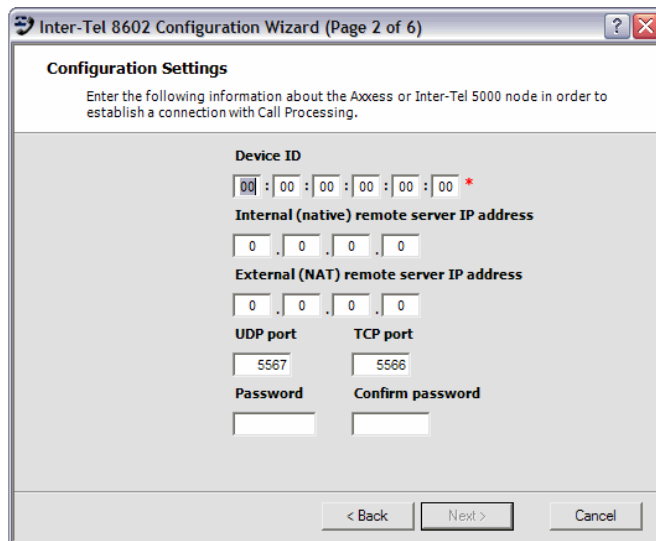 Inter-Tel 8602 Configuration Wizard (Page 2 of 6)
Configuration Settings
Enter the following information about the Axxess or Inter-Tel 5000 node in order to
establish a connection with Call Processing.
Device ID
00 : 00 : 00 : 00 : 00 : 00 *
Internal (native) remote server IP address
0 . 0 . 0 . 0
External (NAT) remote server IP address
0 . 0 . 0 . 0
UDP port TCP port
5567 5566
Password Confirm password
< Back Next > Cancel